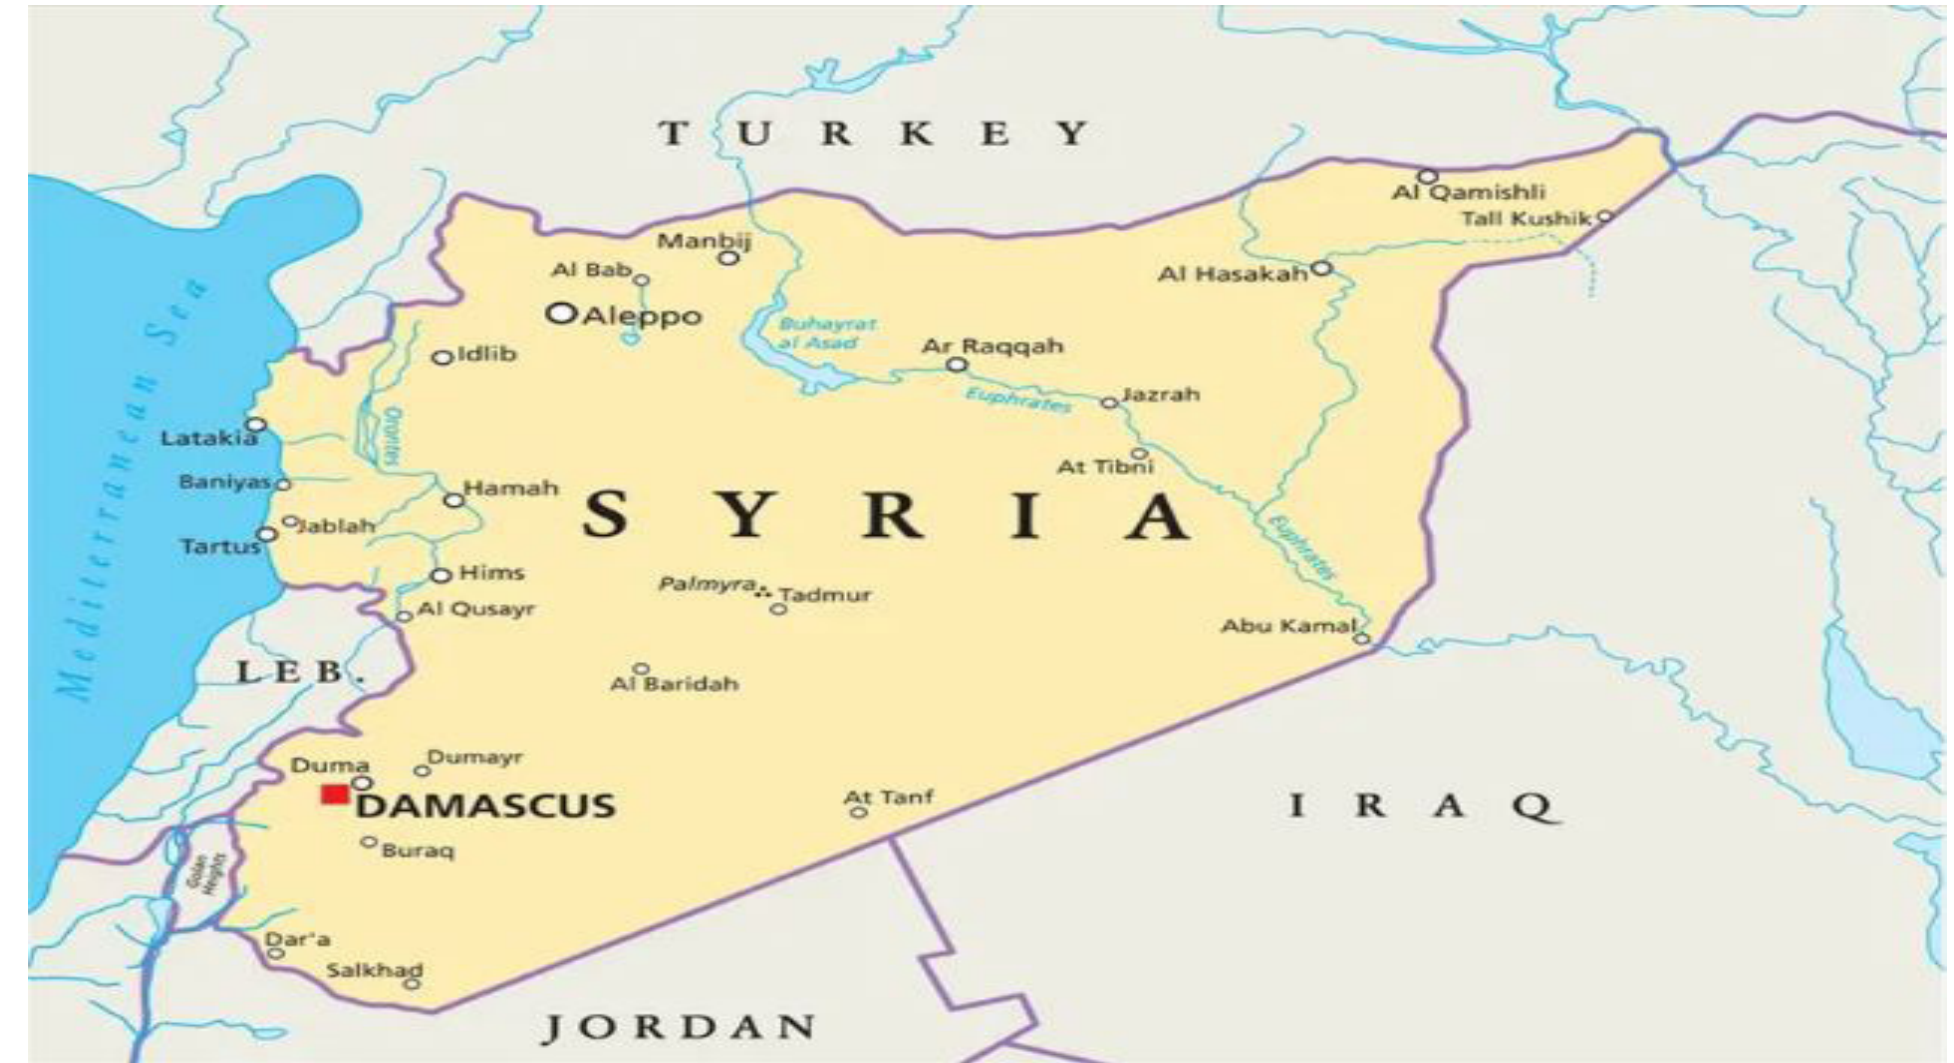 TURKEY
Al Qamishli
Tall Kushik
Manbij
Al Bab
Al Hasakah
Mediterranean Sea
Aleppo
Buhayrat
al Asad
Idlib
Ar Raqqah
Euphrates
Jazrah
Orontes
Latakia
At Tibni
Baniyas
Hamah
SYRIA
Jablah
Tartus
Euphrates
Hims
Palmyra
Tadmur
Al Qusayr
Abu Kamal
LEB.
Al Baridah
Duma
Dumayr
DAMASCUS
At Tanf
IRAQ
Buraq
Golan
Heights
Dar'a
Salkhad
JORDAN